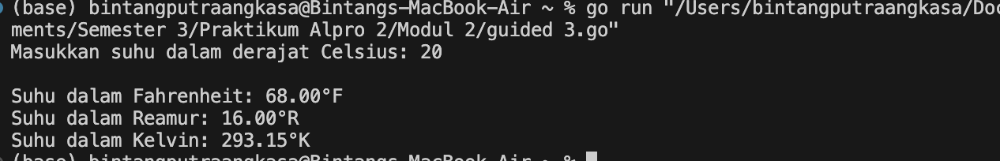 (base) bintangputraangkasa@Bintangs-MacBook-Air ~ % go run "/Users/bintangputraangkasa/Doc
ments/Semester 3/Praktikum Alpro 2/Modul 2/guided 3.go"
Masukkan suhu dalam derajat Celsius: 20
Suhu dalam Fahrenheit: 68.00°F
Suhu dalam Reamur: 16.00°R
Suhu dalam Kelvin: 293.15°K
(base) bintangputraangkasa@Bintangs-MacBook-Air ~ %